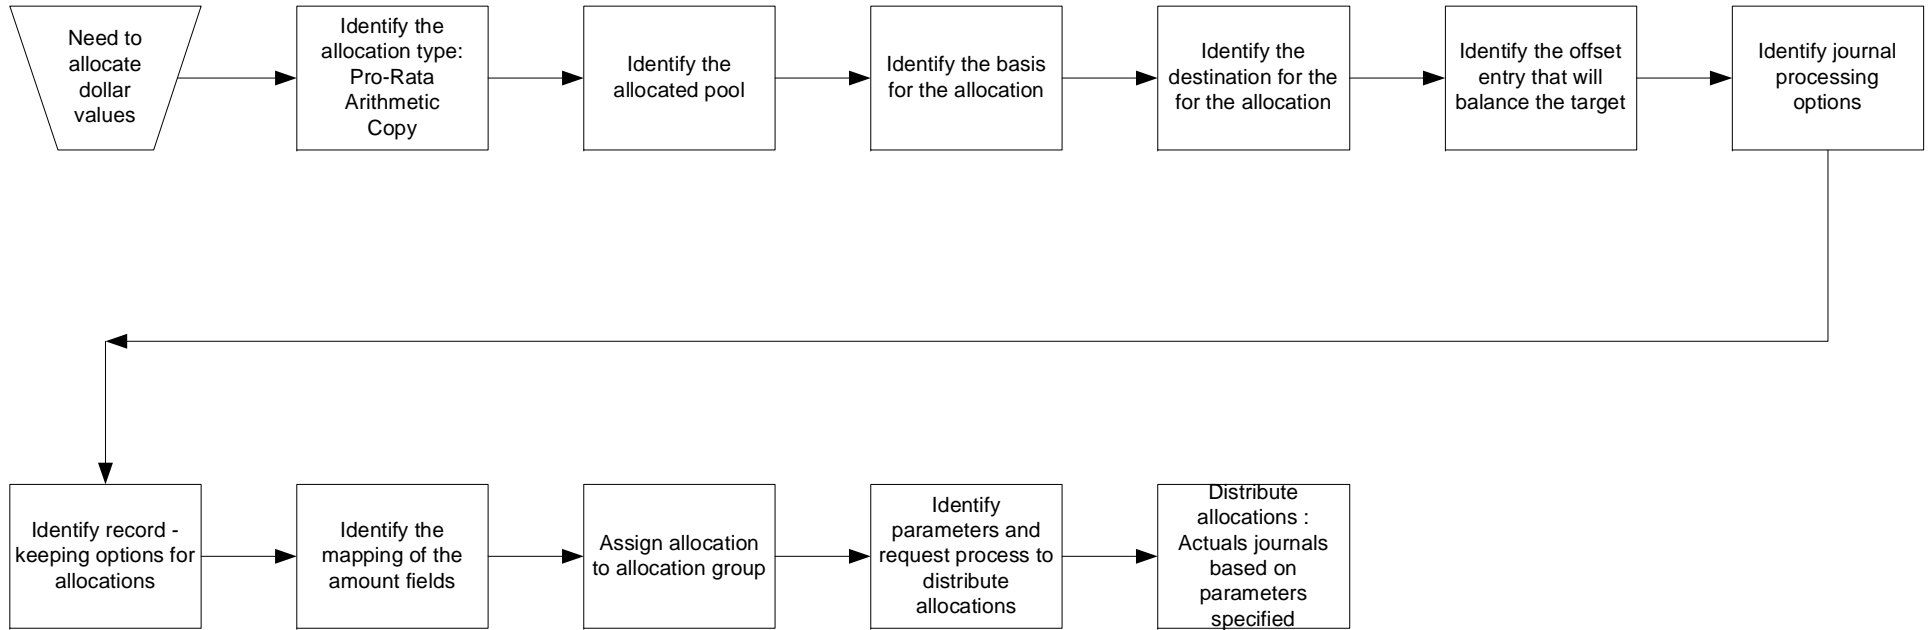 Need to
allocate
dollar
values
Identify the
allocation type:
Pro-Rata
Arithmetic
Copy
Identify the
allocated pool
Identify the basis
for the allocation
Identify the
destination for the
for the allocation
Identify the offset
entry that will
balance the target
Identify journal
processing
options
Identify record -
keeping options for
allocations
Identify the
mapping of the
amount fields
Assign allocation
to allocation group
Identify
parameters and
request process to
distribute
allocations
Distribute
allocations :
Actuals journals
based on
parameters
specified